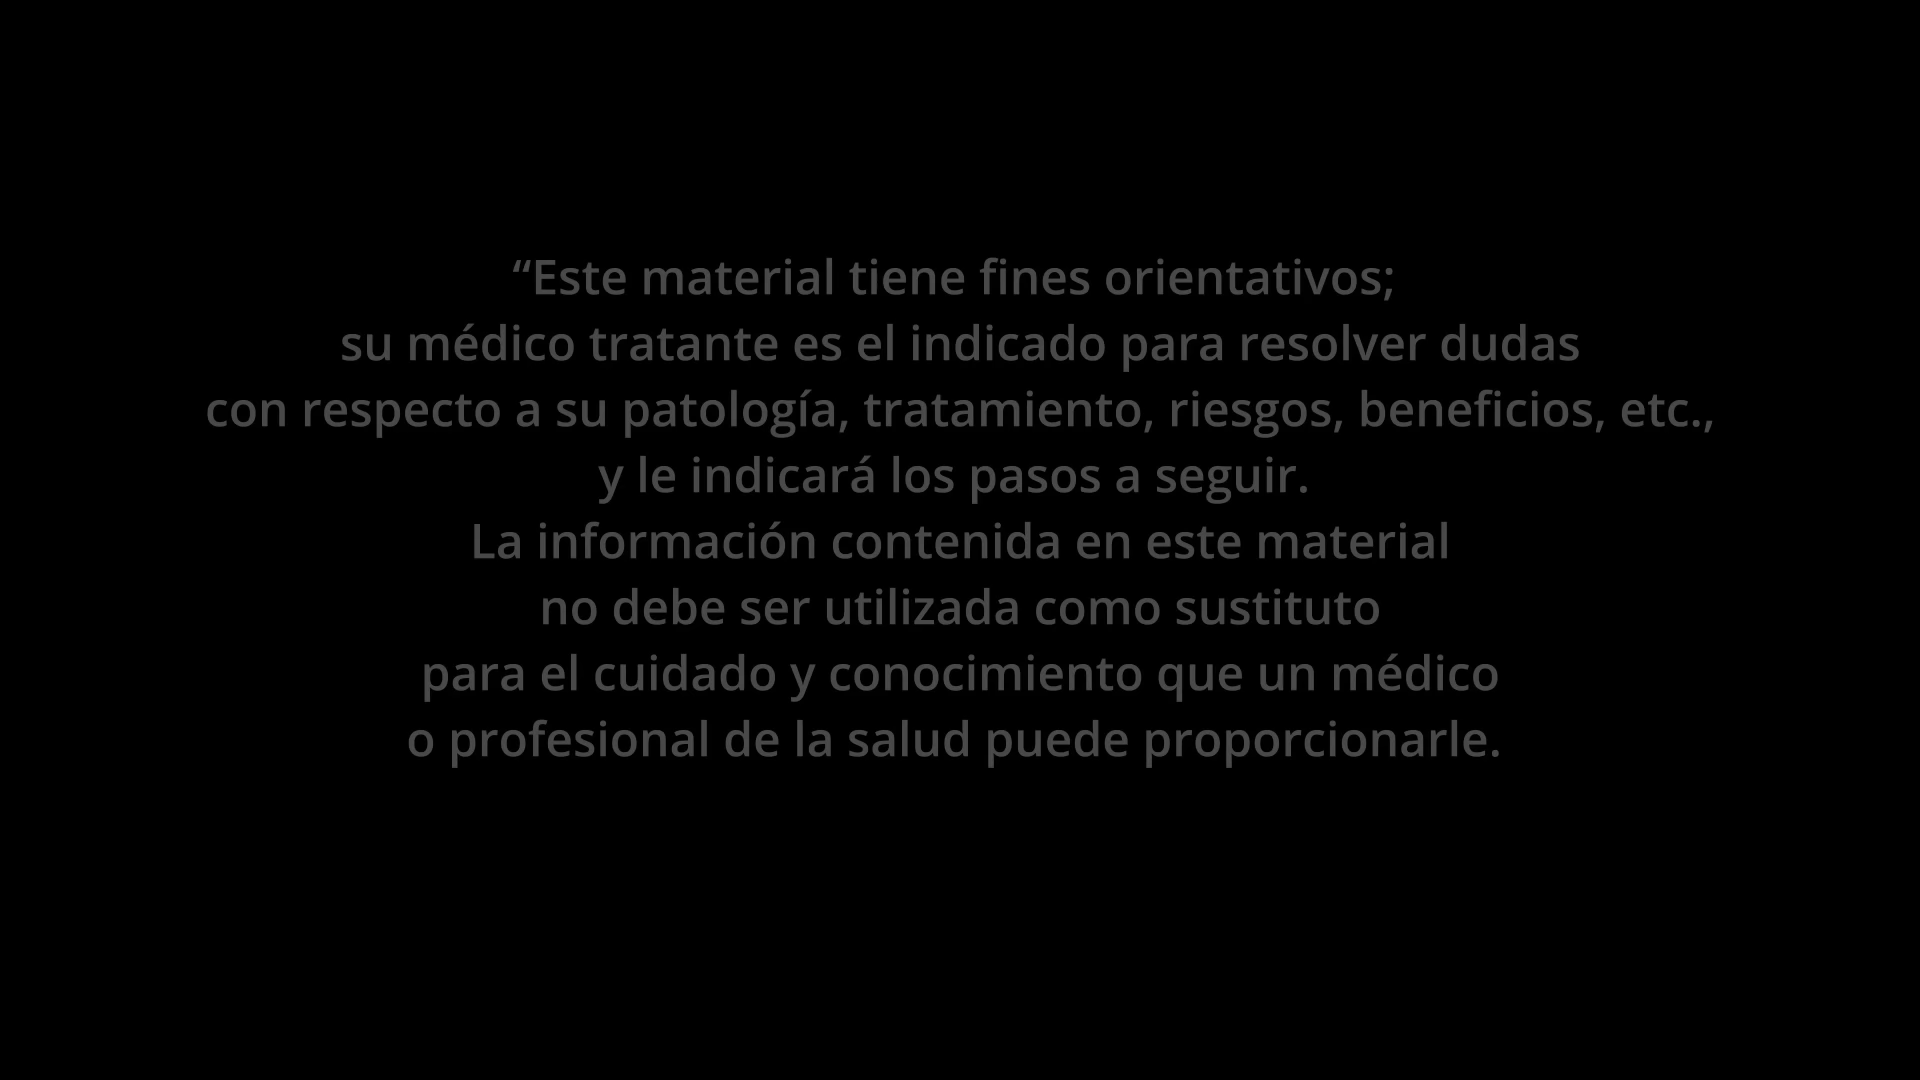 “Este material tiene fines orientativos;
su médico tratante es el indicado para resolver dudas
con respecto a su patología, tratamiento, riesgos, beneficios, etc.,
y le indicará los pasos a seguir.
La información contenida en este material
no debe ser utilizada como sustituto
para el cuidado y conocimiento que un médico
o profesional de la salud puede proporcionarle.